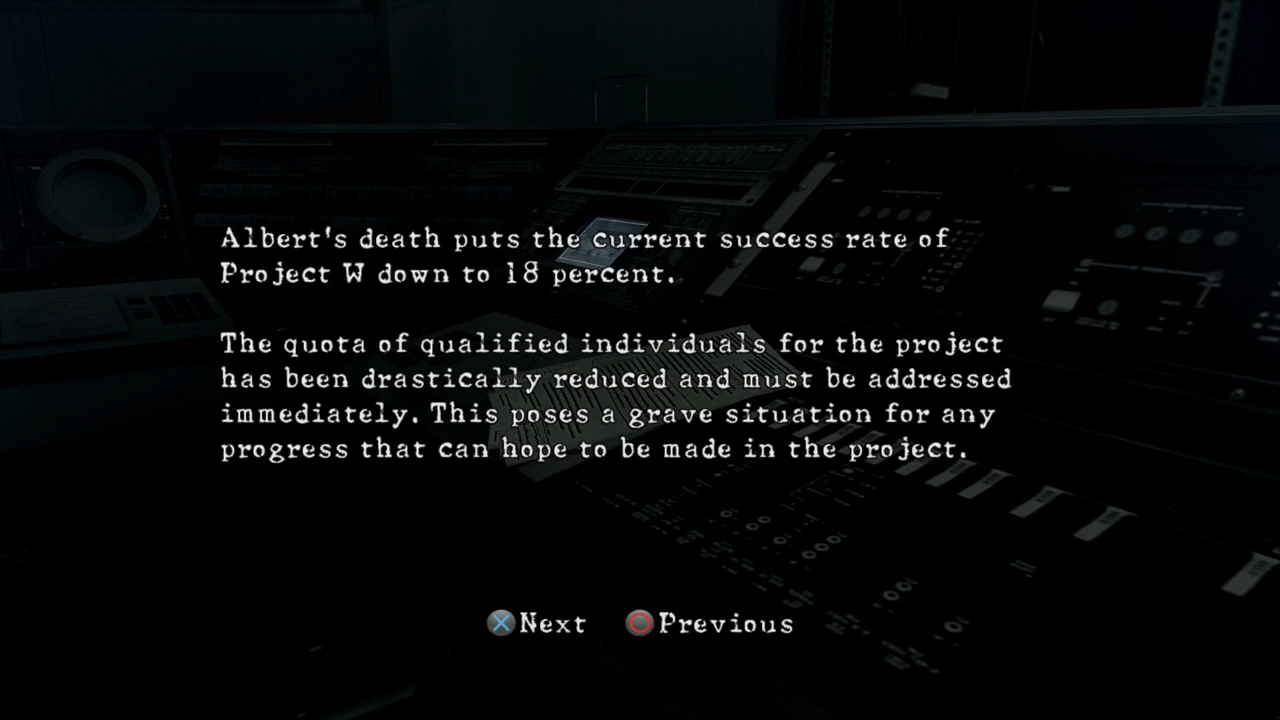 Albert's death puts the current success rate of
Project W down to 18 percent.
The quota of qualified individuals for the project
has been drastically reduced and must be addressed
immediately. This poses a grave situation for any
progress that can hope to be made in the project.
Next Previous